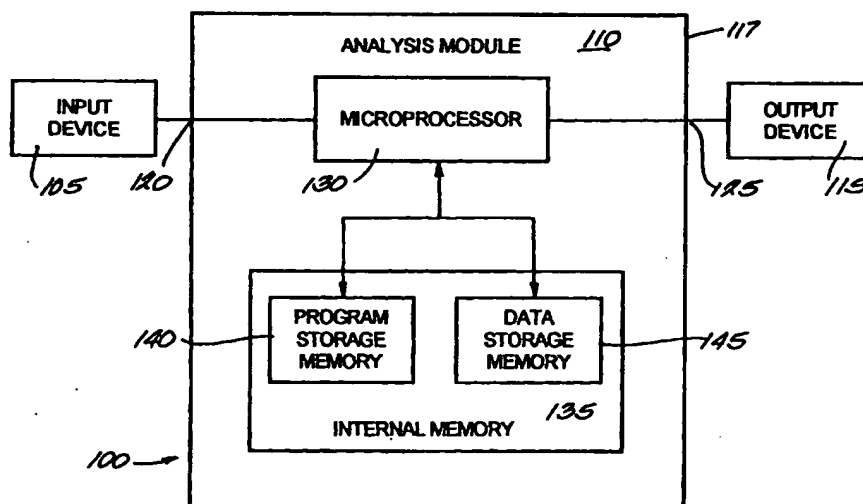 ANALYSIS MODULE 110
117
INPUT
DEVICE
105
120
MICROPROCESSOR
130
OUTPUT
DEVICE
115
125
PROGRAM
STORAGE
MEMORY
140
DATA
STORAGE
MEMORY
145
135
INTERNAL MEMORY
100